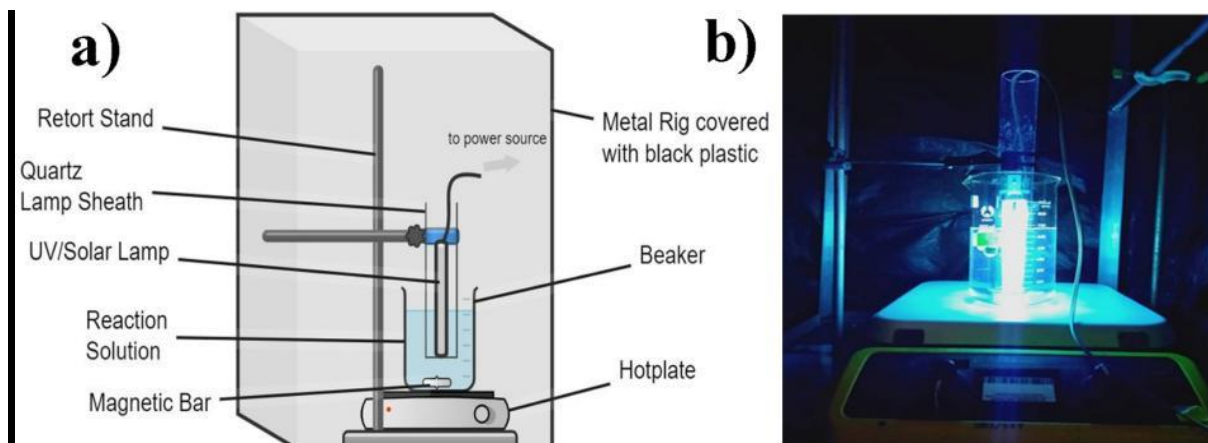 a)
b)
Retort Stand
Quartz
Lamp Sheath
UV/Solar Lamp
Reaction
Solution
Magnetic Bar
to power source
Metal Rig covered
with black plastic
Beaker
Hotplate